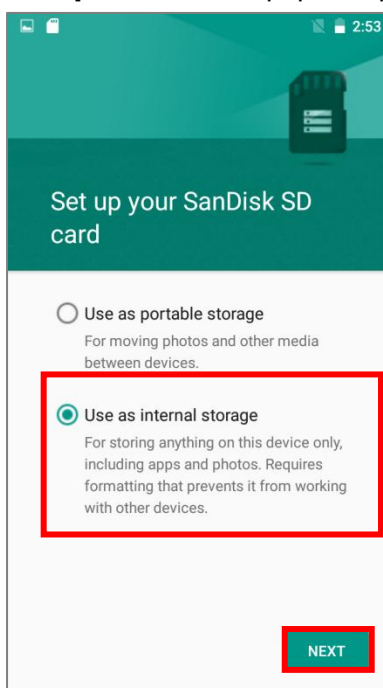 2:53
Set up your SanDisk SD
card
Use as portable storage
For moving photos and other media
between devices.
Use as internal storage
For storing anything on this device only,
including apps and photos. Requires
formatting that prevents it from working
with other devices.
NEXT